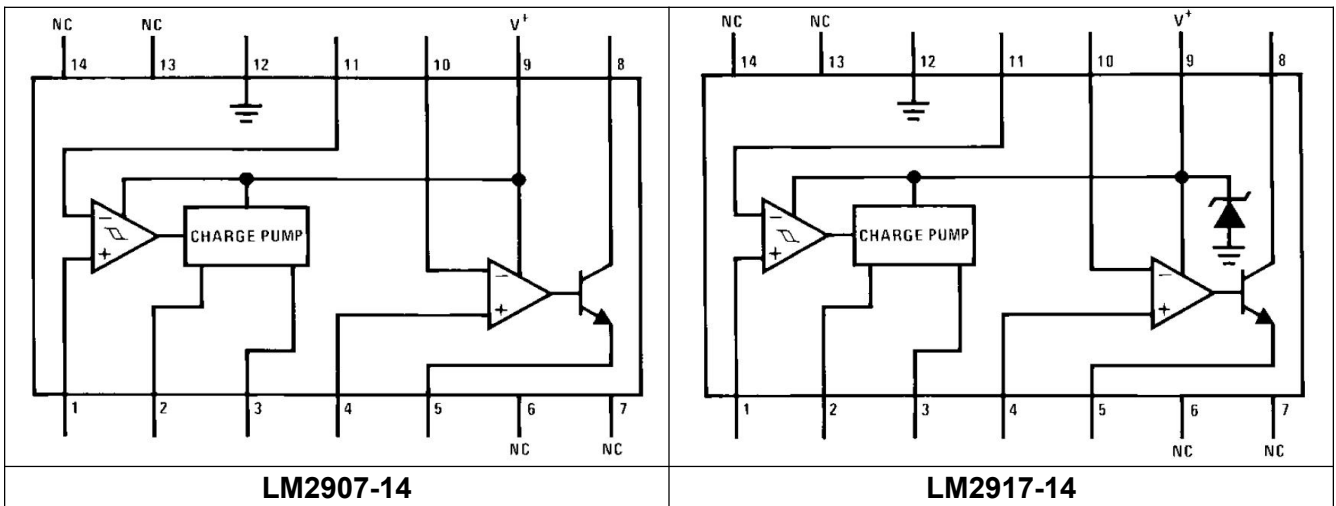 NC NC V+
14 13 12 11 10 9 8
− +
CHARGE PUMP
− +
1 2 3 4 5 6 7
NC NC
LM2907-14
NC NC V+
14 13 12 11 10 9 8
− +
CHARGE PUMP
− +
1 2 3 4 5 6 7
NC NC
LM2917-14